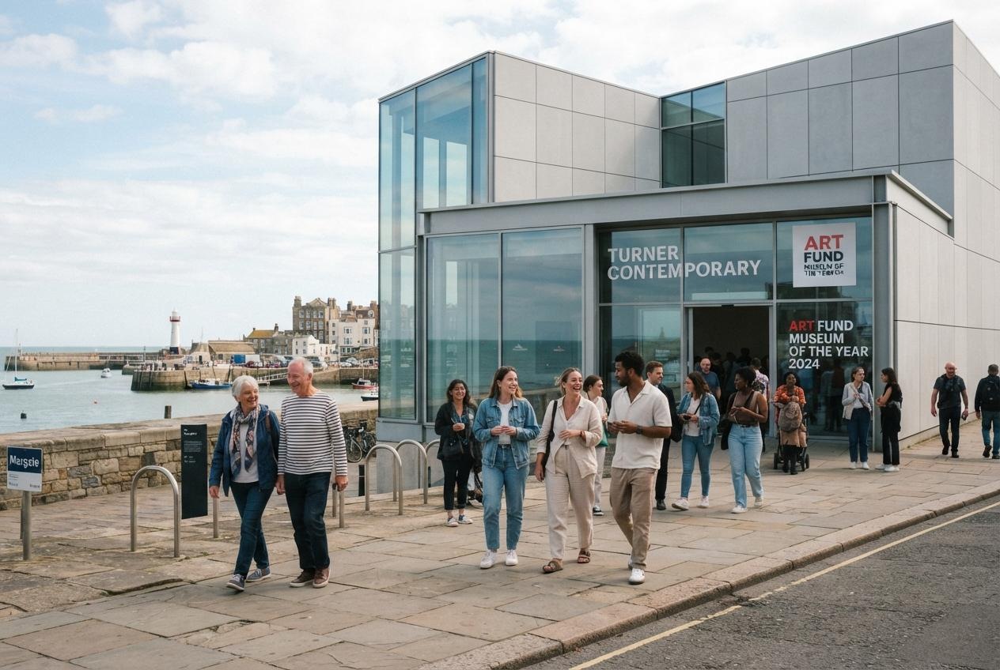 Margate
TURNER
CONTEMPORARY
ART
FUND
ART FUND
MUSEUM
OF THE YEAR
2024